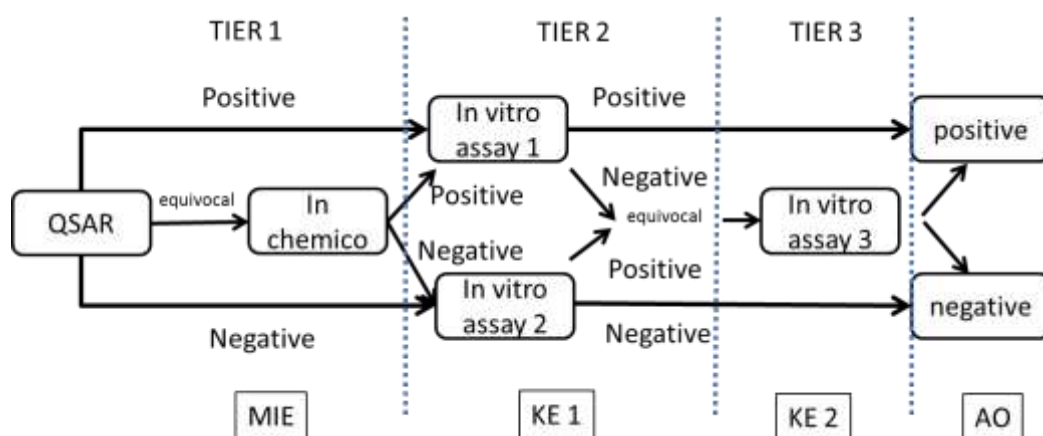 TIER 1
TIER 2
TIER 3
Positive
Positive
In vitro
assay 1
positive
Positive
Negative
QSAR
equivocal
In
chemico
equivocal
In vitro
assay 3
Negative
Positive
In vitro
assay 2
negative
Negative
Negative
MIE
KE 1
KE 2
AO